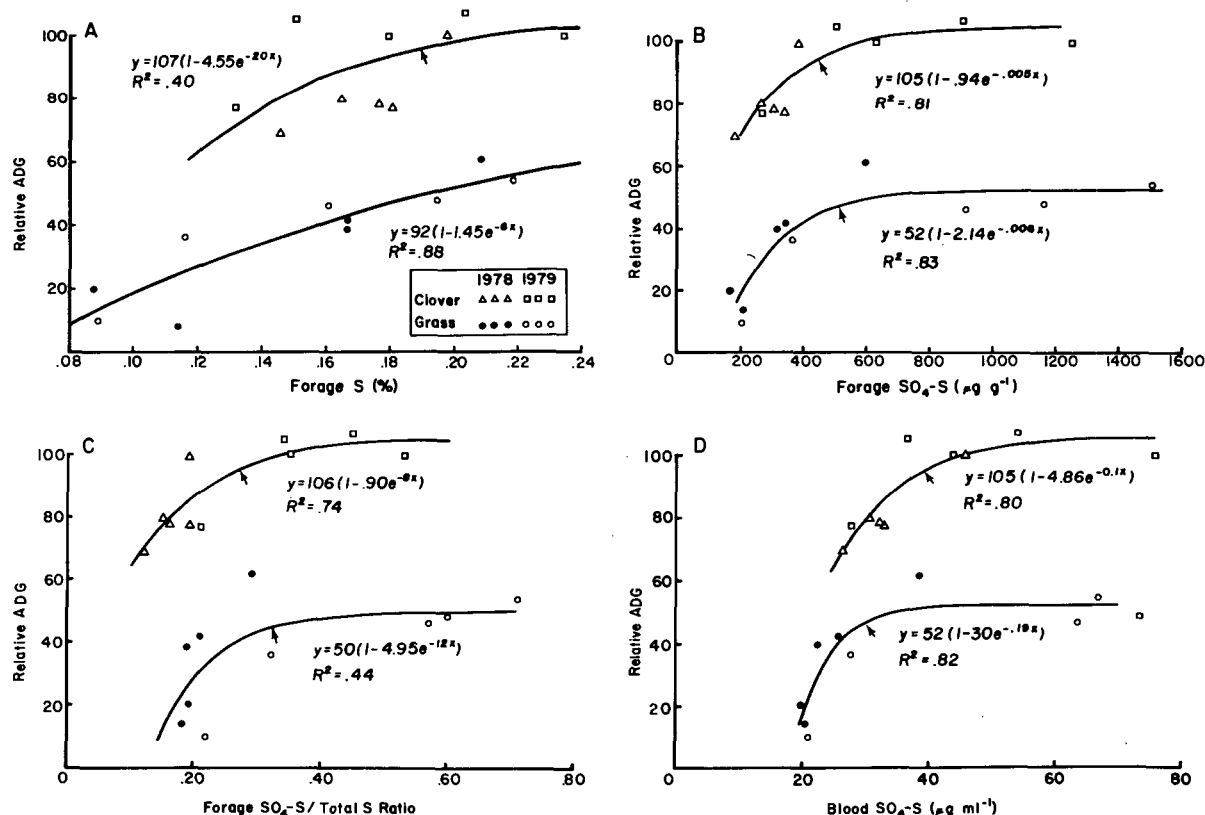 A
100
80
60
40
20
Relative ADG
y=107(1-4.55e-20x)
R2=.40
y=92(1-1.45e-6x)
R2=.88
1978 1979
Clover △ △ △ □ □ □
Grass ● ● ● ○ ○ ○
.08 .10 .12 .14 .16 .18 .20 .22 .24
Forage S (%)
B
100
80
60
40
20
0
Relative ADG
y=105(1-.94e-.005x)
R2=.81
y=52(1-2.14e-.006x)
R2=.83
200 400 600 800 1000 1200 1400 1600
Forage SO4-S (μg g-1)
C
100
80
60
40
20
0
Relative ADG
y=106(1-.90e-8x)
R2=.74
y=50(1-4.95e-12x)
R2=.44
.20 .40 .60 .80
Forage SO4-S/Total S Ratio
D
100
80
60
40
20
0
Relative ADG
y=105(1-4.86e-0.1x)
R2=.80
y=52(1-30e-.19x)
R2=.82
20 40 60 80
Blood SO4-S (μg ml-1)